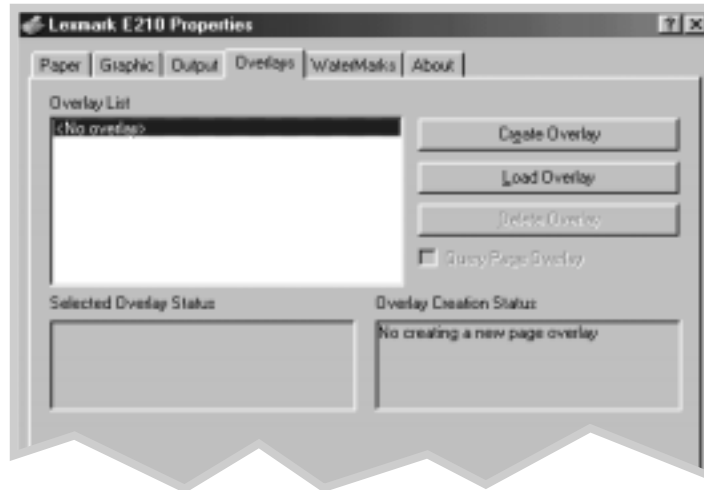 Lexmark E210 Properties
Paper Graphic Output Overlays WaterMarks About
Overlay List
<No overlay>
Create Overlay
Load Overlay
Delete Overlay
Query Page Overlay
Selected Overlay Status
Overlay Creation Status
No creating a new page overlay